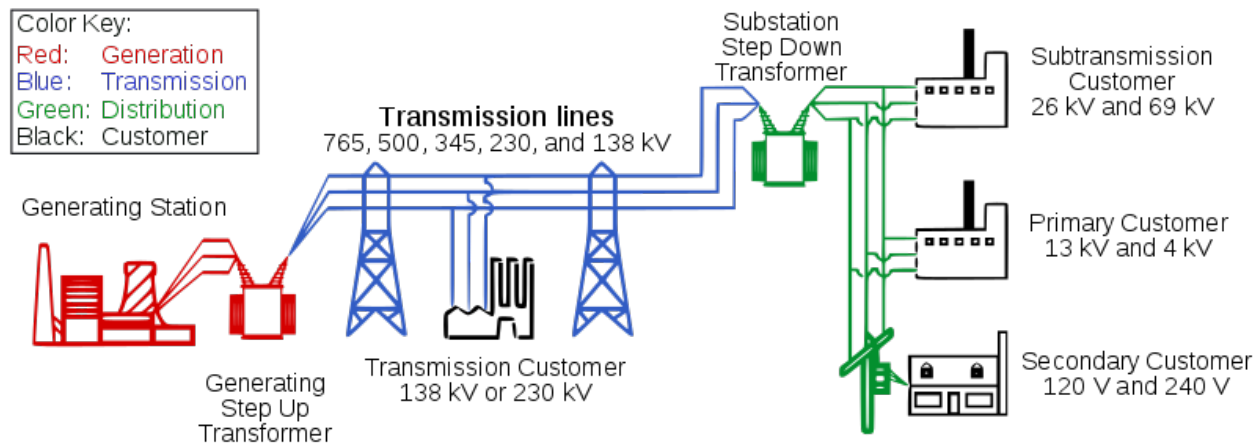 Color Key:
Red: Generation
Blue: Transmission
Green: Distribution
Black: Customer
Generating Station
Generating
Step Up
Transformer
Transmission lines
765, 500, 345, 230, and 138 kV
Transmission Customer
138 kV or 230 kV
Substation
Step Down
Transformer
Subtransmission
Customer
26 kV and 69 kV
Primary Customer
13 kV and 4 kV
Secondary Customer
120 V and 240 V